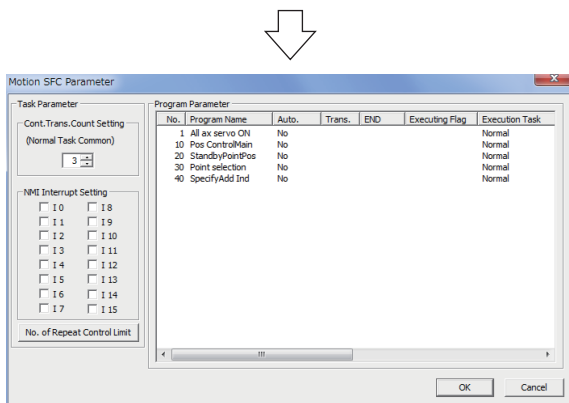 Motion SFC Parameter
Task Parameter
Cont.Trans.Count Setting
(Normal Task Common)
3
NMI Interrupt Setting
I 0 I 8
I 1 I 9
I 2 I 10
I 3 I 11
I 4 I 12
I 5 I 13
I 6 I 14
I 7 I 15
No. of Repeat Control Limit
Program Parameter
No. Program Name Auto. Trans. END Executing Flag Execution Task
1 All ax servo ON No Normal
10 Pos ControlMain No Normal
20 StandbyPointPos No Normal
30 Point selection No Normal
40 SpecifyAdd Ind No Normal
OK Cancel